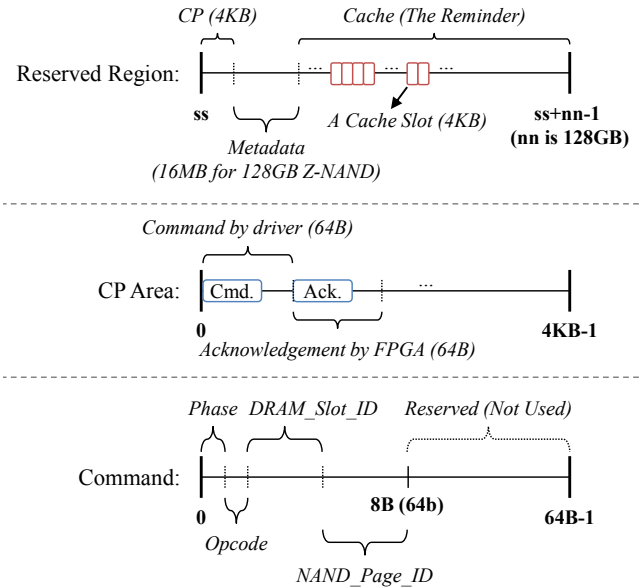 CP (4KB)
Cache (The Reminder)
Reserved Region:
... ... ...
ss
A Cache Slot (4KB)
ss+nn-1
(nn is 128GB)
Metadata
(16MB for 128GB Z-NAND)
Command by driver (64B)
CP Area:
Cmd.
Ack.
...
0
4KB-1
Acknowledgement by FPGA (64B)
Phase
DRAM_Slot_ID
Reserved (Not Used)
Command:
0
8B (64b)
64B-1
Opcode
NAND_Page_ID